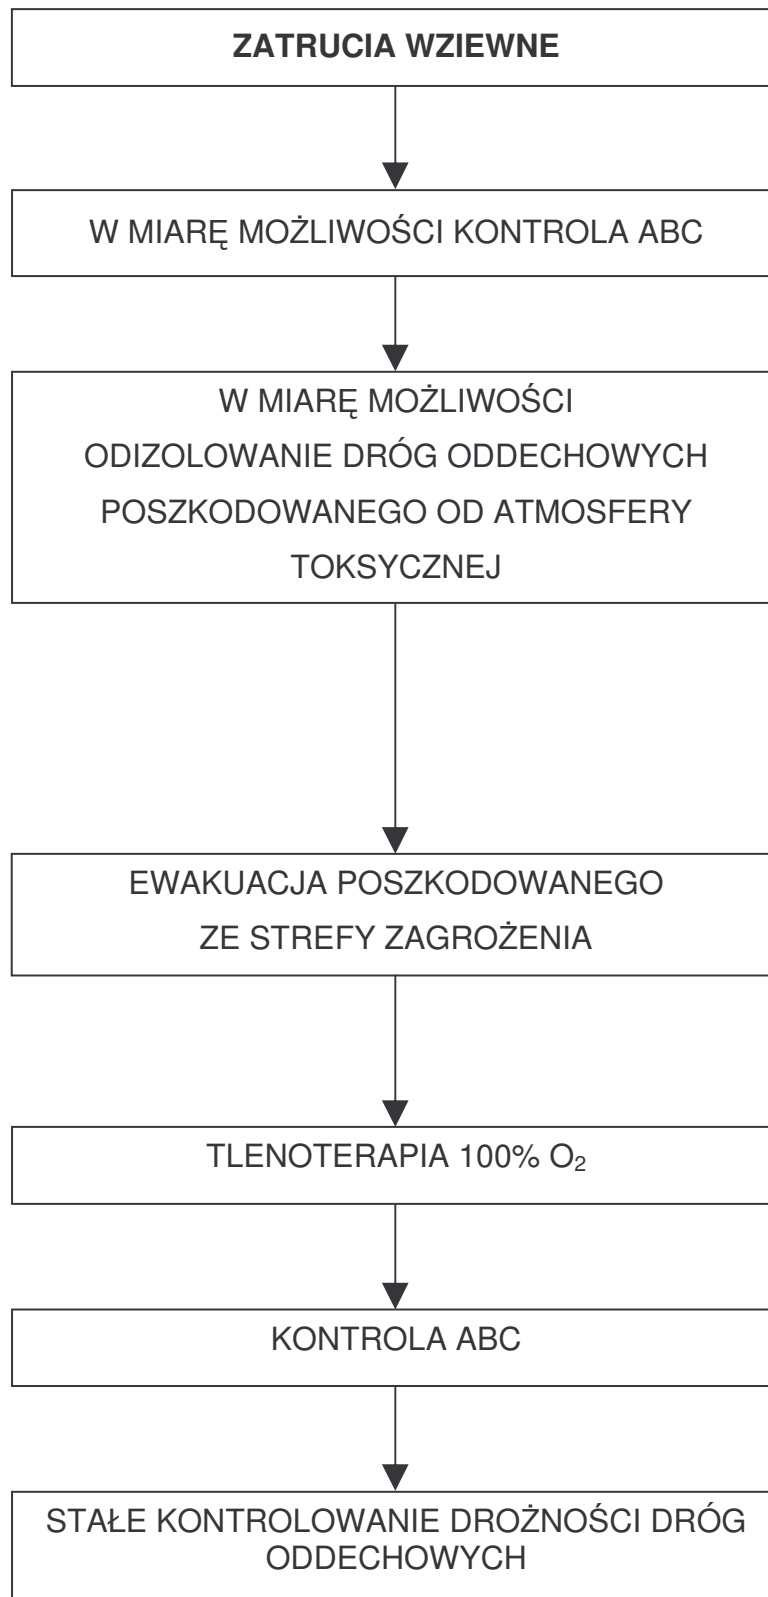 ZATRUCIA WZIEWNE
W MIARĘ MOŻLIWOŚCI KONTROLA ABC
W MIARĘ MOŻLIWOŚCI
ODIZOLOWANIE DRÓG ODDECHOWYCH
POSZKODOWANEGO OD ATMOSFERY
TOKSYCZNEJ
EWAKUACJA POSZKODOWANEGO
ZE STREFY ZAGROŻENIA
TLENOTERAPIA 100% O₂
KONTROLA ABC
STAŁE KONTROLOWANIE DROŻNOŚCI DRÓG
ODDECHOWYCH